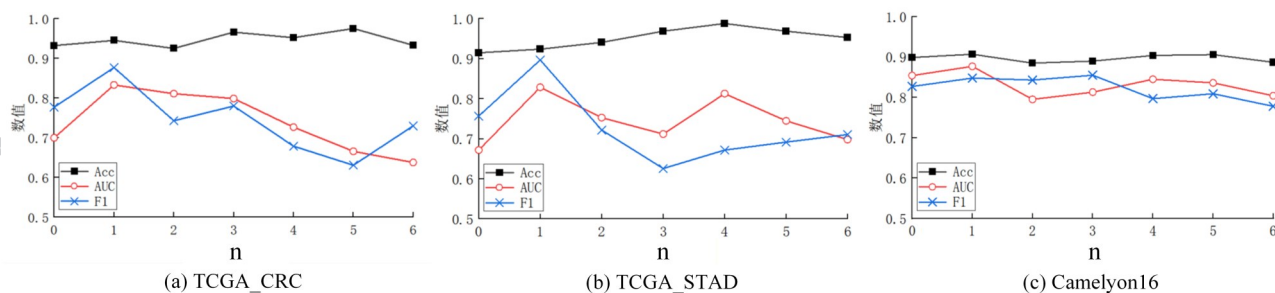 1.0
0.9
0.8
0.7
0.6
0.5
数值
Acc
AUC
F1
0 1 2 3 4 5 6
n
(a) TCGA_CRC
1.0
0.9
0.8
0.7
0.6
0.5
数值
Acc
AUC
F1
0 1 2 3 4 5 6
n
(b) TCGA_STAD
1.0
0.9
0.8
0.7
0.6
0.5
数值
Acc
AUC
F1
0 1 2 3 4 5 6
n
(c) Camelyon16